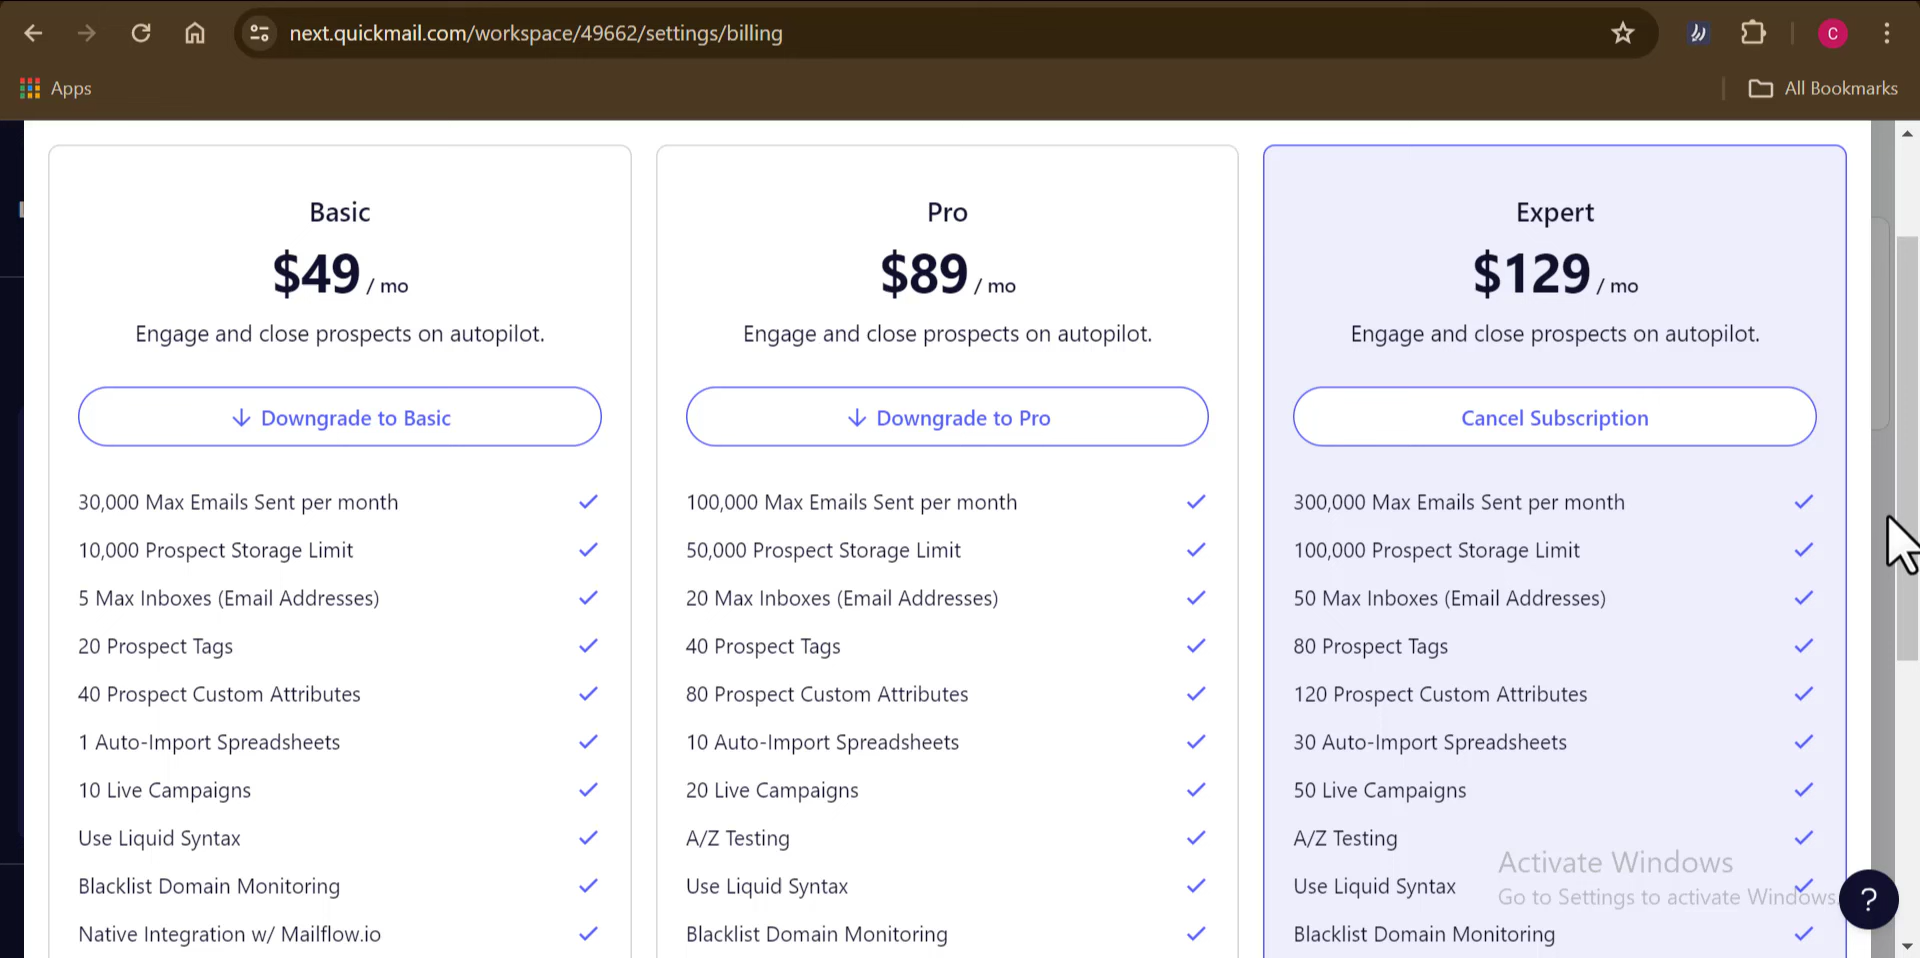 next.quickmail.com/workspace/49662/settings/billing
C
Apps
All Bookmarks
Basic
$49 / mo
Engage and close prospects on autopilot.
↓ Downgrade to Basic
30,000 Max Emails Sent per month
10,000 Prospect Storage Limit
5 Max Inboxes (Email Addresses)
20 Prospect Tags
40 Prospect Custom Attributes
1 Auto-Import Spreadsheets
10 Live Campaigns
Use Liquid Syntax
Blacklist Domain Monitoring
Native Integration w/ Mailflow.io
Pro
$89 / mo
Engage and close prospects on autopilot.
↓ Downgrade to Pro
100,000 Max Emails Sent per month
50,000 Prospect Storage Limit
20 Max Inboxes (Email Addresses)
40 Prospect Tags
80 Prospect Custom Attributes
10 Auto-Import Spreadsheets
20 Live Campaigns
A/Z Testing
Use Liquid Syntax
Blacklist Domain Monitoring
Expert
$129 / mo
Engage and close prospects on autopilot.
Cancel Subscription
300,000 Max Emails Sent per month
100,000 Prospect Storage Limit
50 Max Inboxes (Email Addresses)
80 Prospect Tags
120 Prospect Custom Attributes
30 Auto-Import Spreadsheets
50 Live Campaigns
A/Z Testing
Use Liquid Syntax
Blacklist Domain Monitoring
Activate Windows
Go to Settings to activate Windows.
?